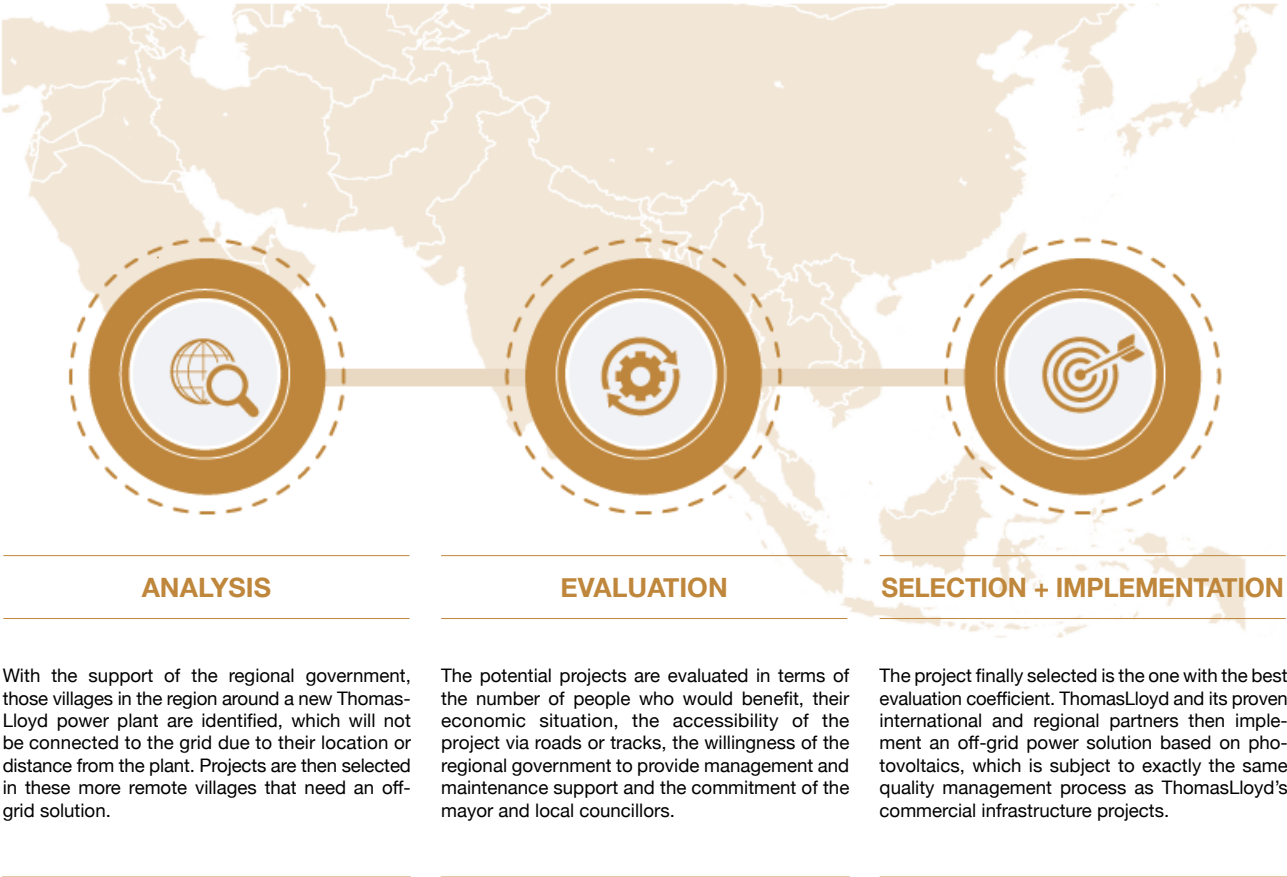 ANALYSIS
With the support of the regional government,
those villages in the region around a new Thomas-
Lloyd power plant are identified, which will not
be connected to the grid due to their location or
distance from the plant. Projects are then selected
in these more remote villages that need an off-
grid solution.
EVALUATION
The potential projects are evaluated in terms of
the number of people who would benefit, their
economic situation, the accessibility of the
project via roads or tracks, the willingness of the
regional government to provide management and
maintenance support and the commitment of the
mayor and local councillors.
SELECTION + IMPLEMENTATION
The project finally selected is the one with the best
evaluation coefficient. ThomasLloyd and its proven
international and regional partners then imple-
ment an off-grid power solution based on pho-
tovoltaics, which is subject to exactly the same
quality management process as ThomasLloyd's
commercial infrastructure projects.